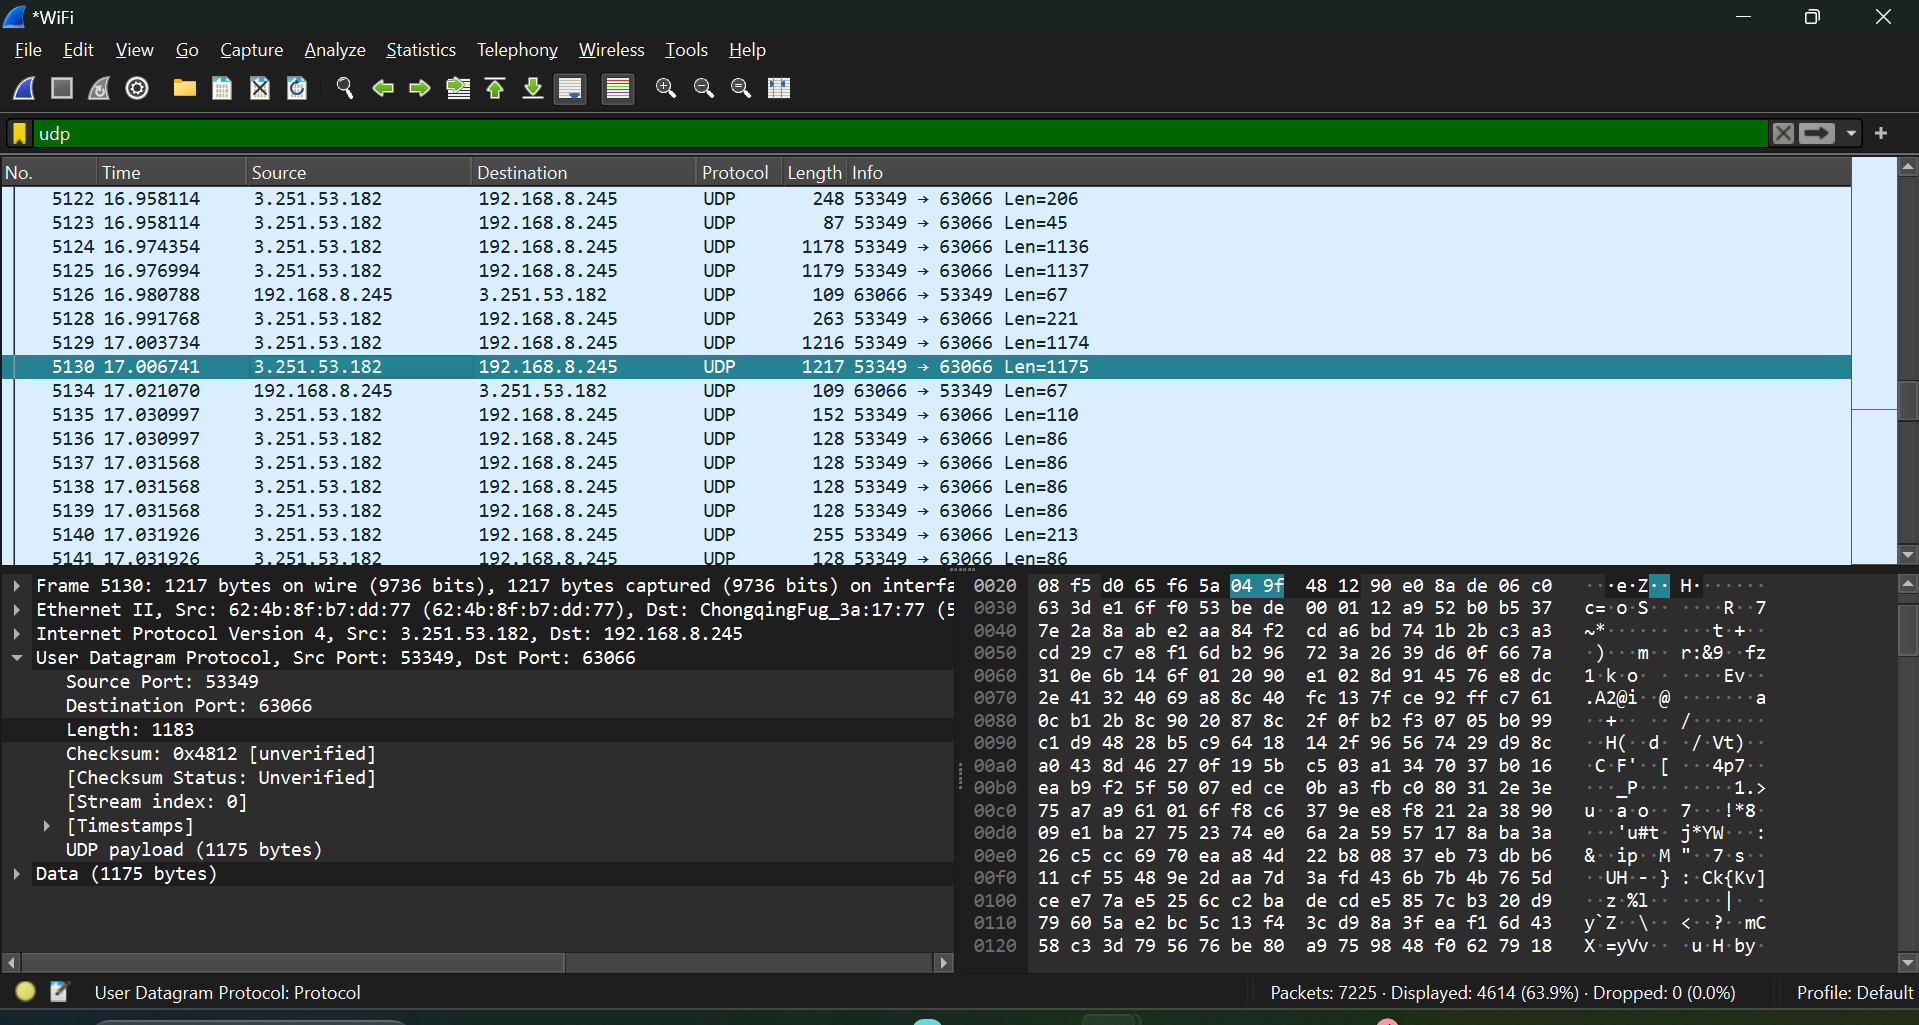 *WiFi
File Edit View Go Capture Analyze Statistics Telephony Wireless Tools Help
udp
No. Time Source Destination Protocol Length Info
5122 16.958114 3.251.53.182 192.168.8.245 UDP 248 53349 → 63066 Len=206
5123 16.958114 3.251.53.182 192.168.8.245 UDP 87 53349 → 63066 Len=45
5124 16.974354 3.251.53.182 192.168.8.245 UDP 1178 53349 → 63066 Len=1136
5125 16.976994 3.251.53.182 192.168.8.245 UDP 1179 53349 → 63066 Len=1137
5126 16.980788 192.168.8.245 3.251.53.182 UDP 109 63066 → 53349 Len=67
5128 16.991768 3.251.53.182 192.168.8.245 UDP 263 53349 → 63066 Len=221
5129 17.003734 3.251.53.182 192.168.8.245 UDP 1216 53349 → 63066 Len=1174
5130 17.006741 3.251.53.182 192.168.8.245 UDP 1217 53349 → 63066 Len=1175
5134 17.021070 192.168.8.245 3.251.53.182 UDP 109 63066 → 53349 Len=67
5135 17.030997 3.251.53.182 192.168.8.245 UDP 152 53349 → 63066 Len=110
5136 17.030997 3.251.53.182 192.168.8.245 UDP 128 53349 → 63066 Len=86
5137 17.031568 3.251.53.182 192.168.8.245 UDP 128 53349 → 63066 Len=86
5138 17.031568 3.251.53.182 192.168.8.245 UDP 128 53349 → 63066 Len=86
5139 17.031568 3.251.53.182 192.168.8.245 UDP 128 53349 → 63066 Len=86
5140 17.031926 3.251.53.182 192.168.8.245 UDP 255 53349 → 63066 Len=213
5141 17.031926 3.251.53.182 192.168.8.245 UDP 128 53349 → 63066 Len=86
Frame 5130: 1217 bytes on wire (9736 bits), 1217 bytes captured (9736 bits) on interfa
Ethernet II, Src: 62:4b:8f:b7:dd:77 (62:4b:8f:b7:dd:77), Dst: ChongqingFug_3a:17:77 (5
Internet Protocol Version 4, Src: 3.251.53.182, Dst: 192.168.8.245
User Datagram Protocol, Src Port: 53349, Dst Port: 63066
Source Port: 53349
Destination Port: 63066
Length: 1183
Checksum: 0x4812 [unverified]
[Checksum Status: Unverified]
[Stream index: 0]
[Timestamps]
UDP payload (1175 bytes)
Data (1175 bytes)
0020 08 f5 d0 65 f6 5a 04 9f 48 12 90 e0 8a de 06 c0 ···e·Z·· H·······
0030 63 3d e1 6f f0 53 be de 00 01 12 a9 52 b0 b5 37 c=·o·S·· ····R··7
0040 7e 2a 8a ab e2 aa 84 f2 cd a6 bd 74 1b 2b c3 a3 ~*······ ···t·+··
0050 cd 29 c7 e8 f1 6d b2 96 72 3a 26 39 d6 0f 66 7a ·)···m·· r:&9··fz
0060 31 0e 6b 14 6f 01 20 90 e1 02 8d 91 45 76 e8 dc 1·k·o· · ····Ev··
0070 2e 41 32 40 69 a8 8c 40 fc 13 7f ce 92 ff c7 61 .A2@i··@ ·······a
0080 0c b1 2b 8c 90 20 87 8c 2f 0f b2 f3 07 05 b0 99 ··+·· ·· /·······
0090 c1 d9 48 28 b5 c9 64 18 14 2f 96 56 74 29 d9 8c ··H(··d· ·/·Vt)··
00a0 a0 43 8d 46 27 0f 19 5b c5 03 a1 34 70 37 b0 16 ·C·F'··[ ···4p7··
00b0 ea b9 f2 5f 50 07 ed ce 0b a3 fb c0 80 31 2e 3e ···_P··· ·····1.>
00c0 75 a7 a9 61 01 6f f8 c6 37 9e e8 f8 21 2a 38 90 u··a·o·· 7···!*8·
00d0 09 e1 ba 27 75 23 74 e0 6a 2a 59 57 17 8a ba 3a ···'u#t· j*YW···:
00e0 26 c5 cc 69 70 ea a8 4d 22 b8 08 37 eb 73 db b6 &··ip··M "··7·s··
00f0 11 cf 55 48 9e 2d aa 7d 3a fd 43 6b 7b 4b 76 5d ··UH·-·} :·Ck{Kv]
0100 ce e7 7a e5 25 6c c2 ba de cd e5 85 7c b3 20 d9 ··z·%l·· ····|· ·
0110 79 60 5a e2 bc 5c 13 f4 3c d9 8a 3f ea f1 6d 43 y`Z··\·· <··?··mC
0120 58 c3 3d 79 56 76 be 80 a9 75 98 48 f0 62 79 18 X·=yVv·· ·u·H·by·
User Datagram Protocol: Protocol
Packets: 7225 · Displayed: 4614 (63.9%) · Dropped: 0 (0.0%)
Profile: Default